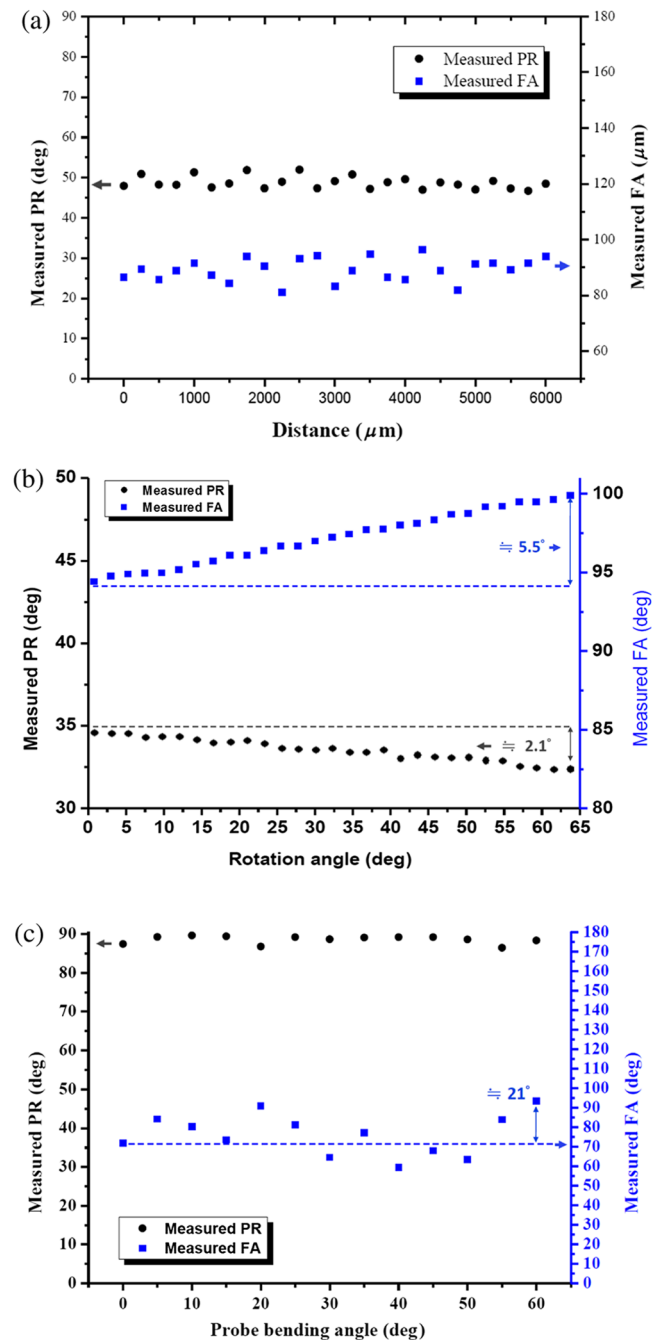 (a)
90
80
70
60
50
40
30
20
10
0
Measured PR (deg)
Measured PR
Measured FA
180
160
140
120
100
80
60
Measured FA (μm)
0 1000 2000 3000 4000 5000 6000
Distance (μm)
(b)
50
45
40
35
30
Measured PR (deg)
Measured PR
Measured FA
≒ 5.5°
≒ 2.1°
100
95
90
85
80
Measured FA (deg)
0 5 10 15 20 25 30 35 40 45 50 55 60 65
Rotation angle (deg)
(c)
90
80
70
60
50
40
30
20
10
0
Measured PR (deg)
≒ 21°
Measured PR
Measured FA
180
170
160
150
140
130
120
110
100
90
80
70
60
50
40
30
20
10
0
Measured FA (deg)
0 10 20 30 40 50 60
Probe bending angle (deg)